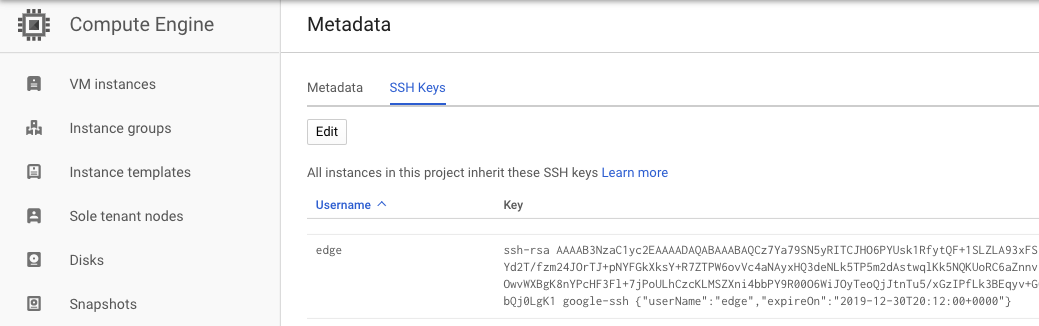 Compute Engine
Metadata
VM instances
Instance groups
Instance templates
Sole tenant nodes
Disks
Snapshots
Metadata SSH Keys
Edit
All instances in this project inherit these SSH keys Learn more
Username Key
edge
ssh-rsa AAAAB3NzaC1yc2EAAAADAQABAAABAQCz7Ya79SN5yRITCJHO6PYUsk1RfytQF+1SLZLA93xFS
Yd2T/fzm24JOrTJ+pNYFGkXksY+R7ZTPW6ovVc4aNAyxHQ3deNLk5TP5m2dAstwqlKk5NQKUoRC6aZnnv
OwvWXBgK8nYPcHF3Fl+7jPoULhCzcKLMSZXni4bbPY9R00O6WiJOyTeoQjJtnTu5/xGzIPfLk3BEqyv+G
bQj0LgK1 google-ssh {"userName":"edge","expireOn":"2019-12-30T20:12:00+0000"}